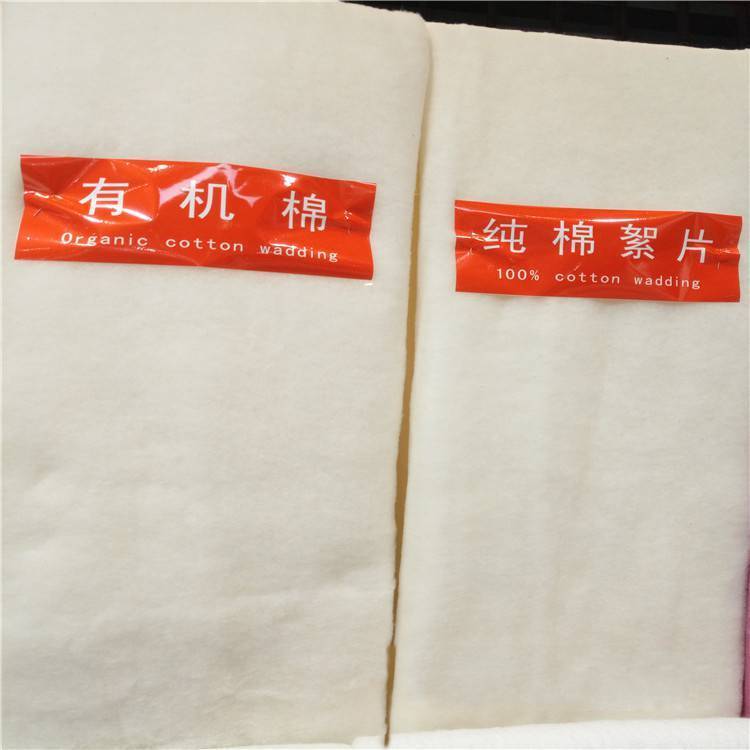 有机棉
Organic cotton wadding
纯棉絮片
100% cotton wadding